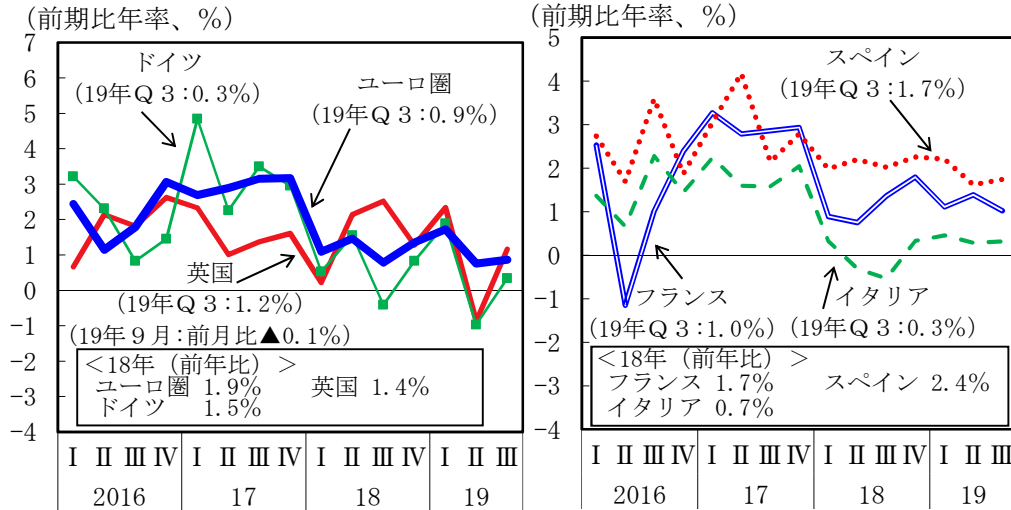 (前期比年率、%)
7
6
5
4
3
2
1
0
−1
−2
−3
−4
ドイツ
(19年Q3:0.3%)
ユーロ圏
(19年Q3:0.9%)
英国
(19年Q3:1.2%)
(19年9月:前月比▲0.1%)
<18年 (前年比) >
ユーロ圏 1.9% 英国 1.4%
ドイツ 1.5%
Ⅰ Ⅱ Ⅲ Ⅳ Ⅰ Ⅱ Ⅲ Ⅳ Ⅰ Ⅱ Ⅲ Ⅳ Ⅰ Ⅱ Ⅲ
2016 17 18 19
(前期比年率、%)
5
4
3
2
1
0
−1
−2
−3
−4
スペイン
(19年Q3:1.7%)
フランス
(19年Q3:1.0%)
イタリア
(19年Q3:0.3%)
<18年 (前年比) >
フランス 1.7% スペイン 2.4%
イタリア 0.7%
Ⅰ Ⅱ Ⅲ Ⅳ Ⅰ Ⅱ Ⅲ Ⅳ Ⅰ Ⅱ Ⅲ Ⅳ Ⅰ Ⅱ Ⅲ
2016 17 18 19